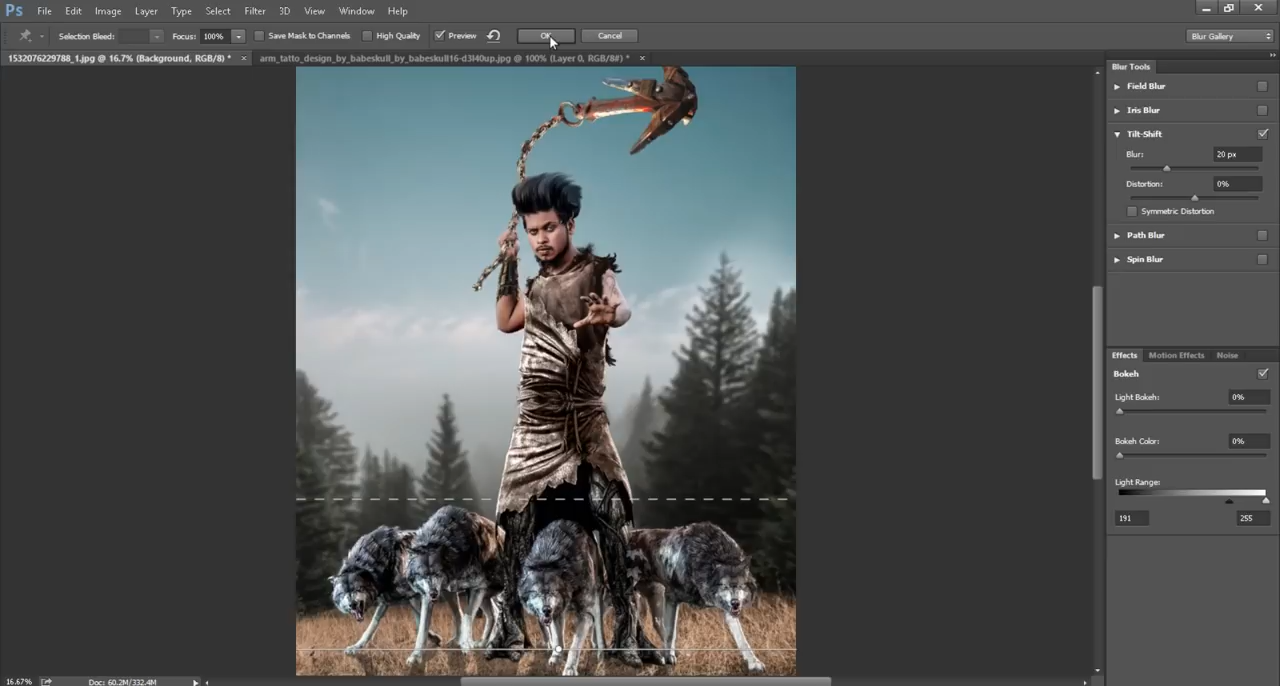 Ps File Edit Image Layer Type Select Filter 3D View Window Help
Selection Bleed: Focus: 100% Save Mask to Channels High Quality Preview OK Cancel Blur Gallery
1532076229788_1.jpg @ 16.7% (Background, RGB/8) * × arm_tatto_design_by_babeskull_by_babeskull16-d3l40up.jpg @ 100% (Layer 0, RGB/8#) * ×
Blur Tools
Field Blur
Iris Blur
Tilt-Shift
Blur: 20 px
Distortion: 0%
Symmetric Distortion
Path Blur
Spin Blur
Effects Motion Effects Noise
Bokeh
Light Bokeh: 0%
Bokeh Color: 0%
Light Range:
191 255
16.67% Doc: 60.2M/332.4M